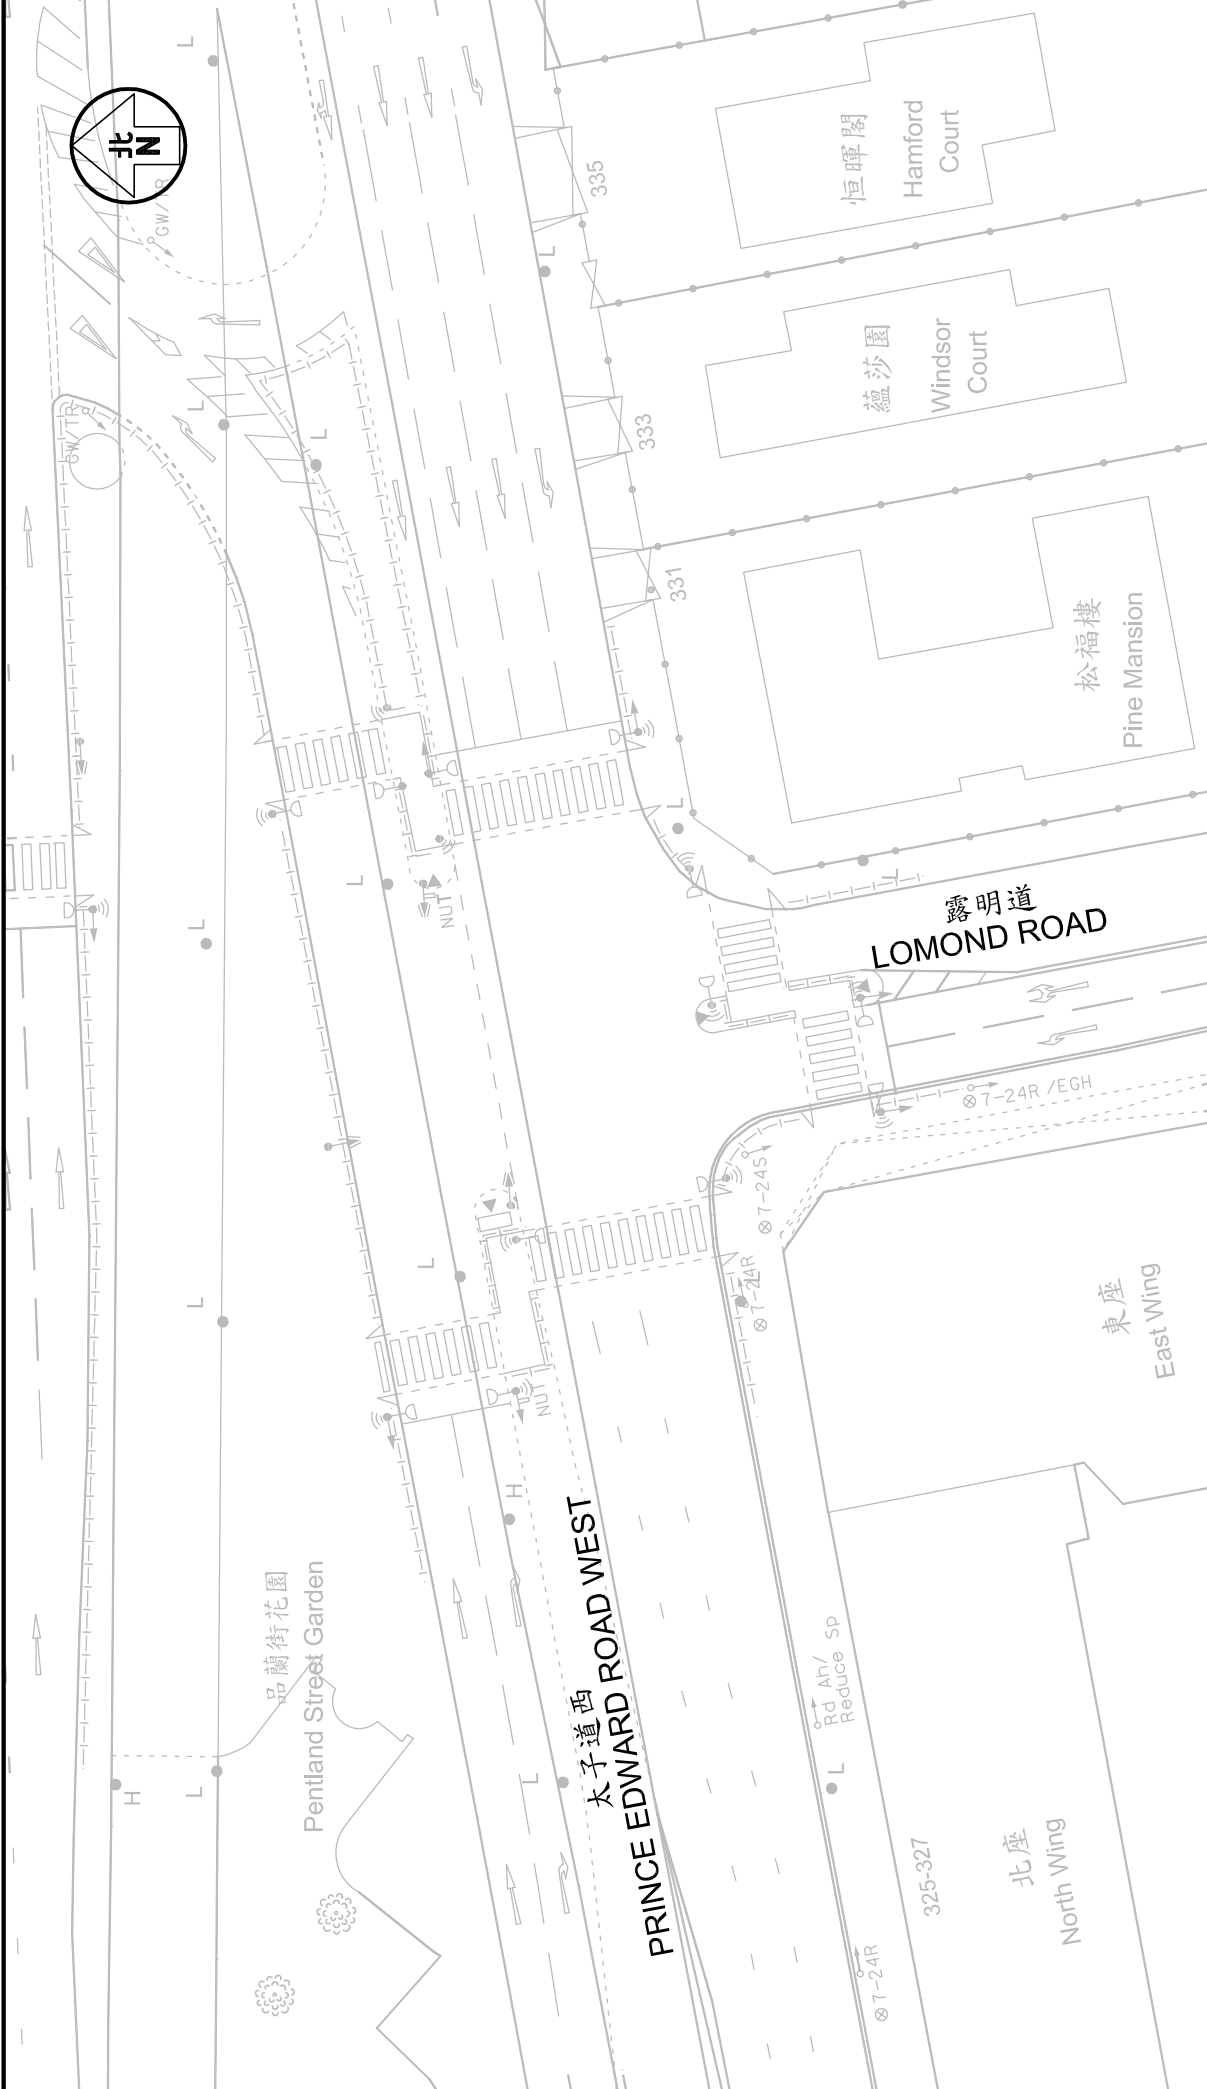 北
N
L
GW/TR
L
335
恒暉閣
Hamford
Court
蘊莎園
Windsor
Court
333
L
L
GW/TR
331
松福樓
Pine Mansion
L
L
L
L
NUT
露明道
LOMOND ROAD
⊗7-24R /EGH
⊗7-24S
⊗7-24R
L
L
L
東座
East Wing
NUT
H
品蘭街花園
Pentland Street Garden
太子道西
PRINCE EDWARD ROAD WEST
Rd Ah/
Reduce Sp
H
L
L
L
325-327
北座
North Wing
⊗7-24R